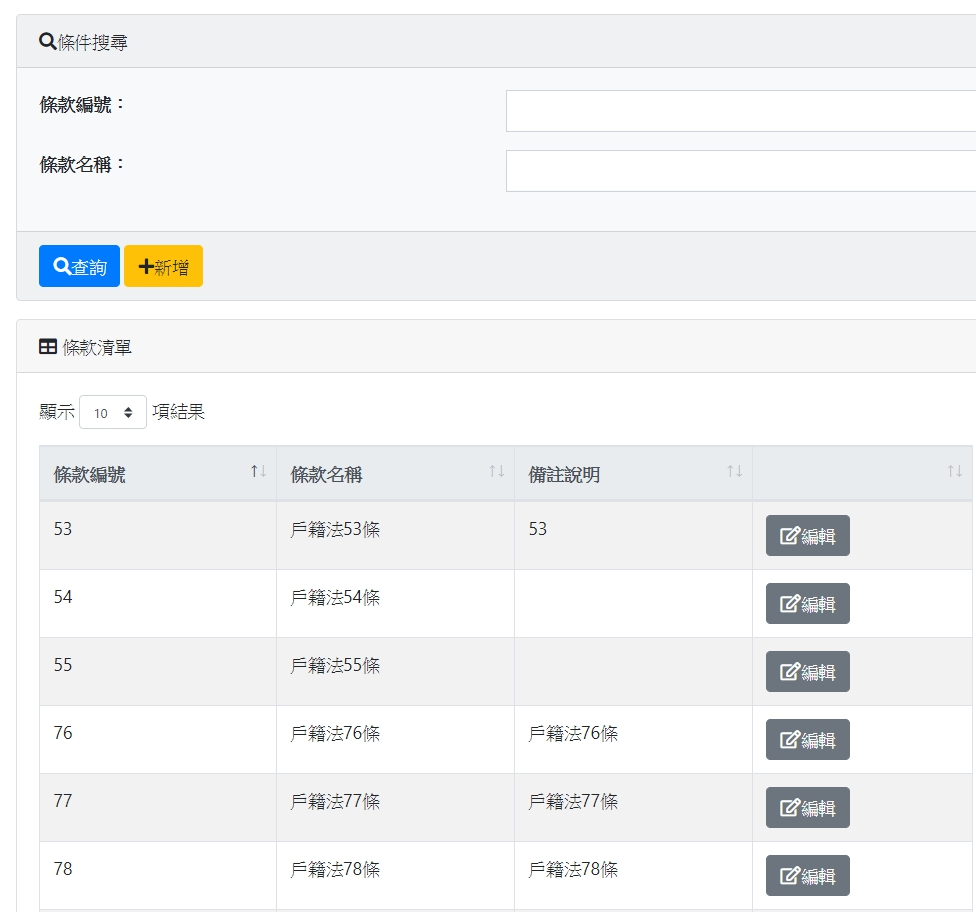 條件搜尋
條款編號：
條款名稱：
查詢 新增
條款清單
顯示 10 項結果
條款編號 條款名稱 備註說明
53 戶籍法53條 53 編輯
54 戶籍法54條 編輯
55 戶籍法55條 編輯
76 戶籍法76條 戶籍法76條 編輯
77 戶籍法77條 戶籍法77條 編輯
78 戶籍法78條 戶籍法78條 編輯